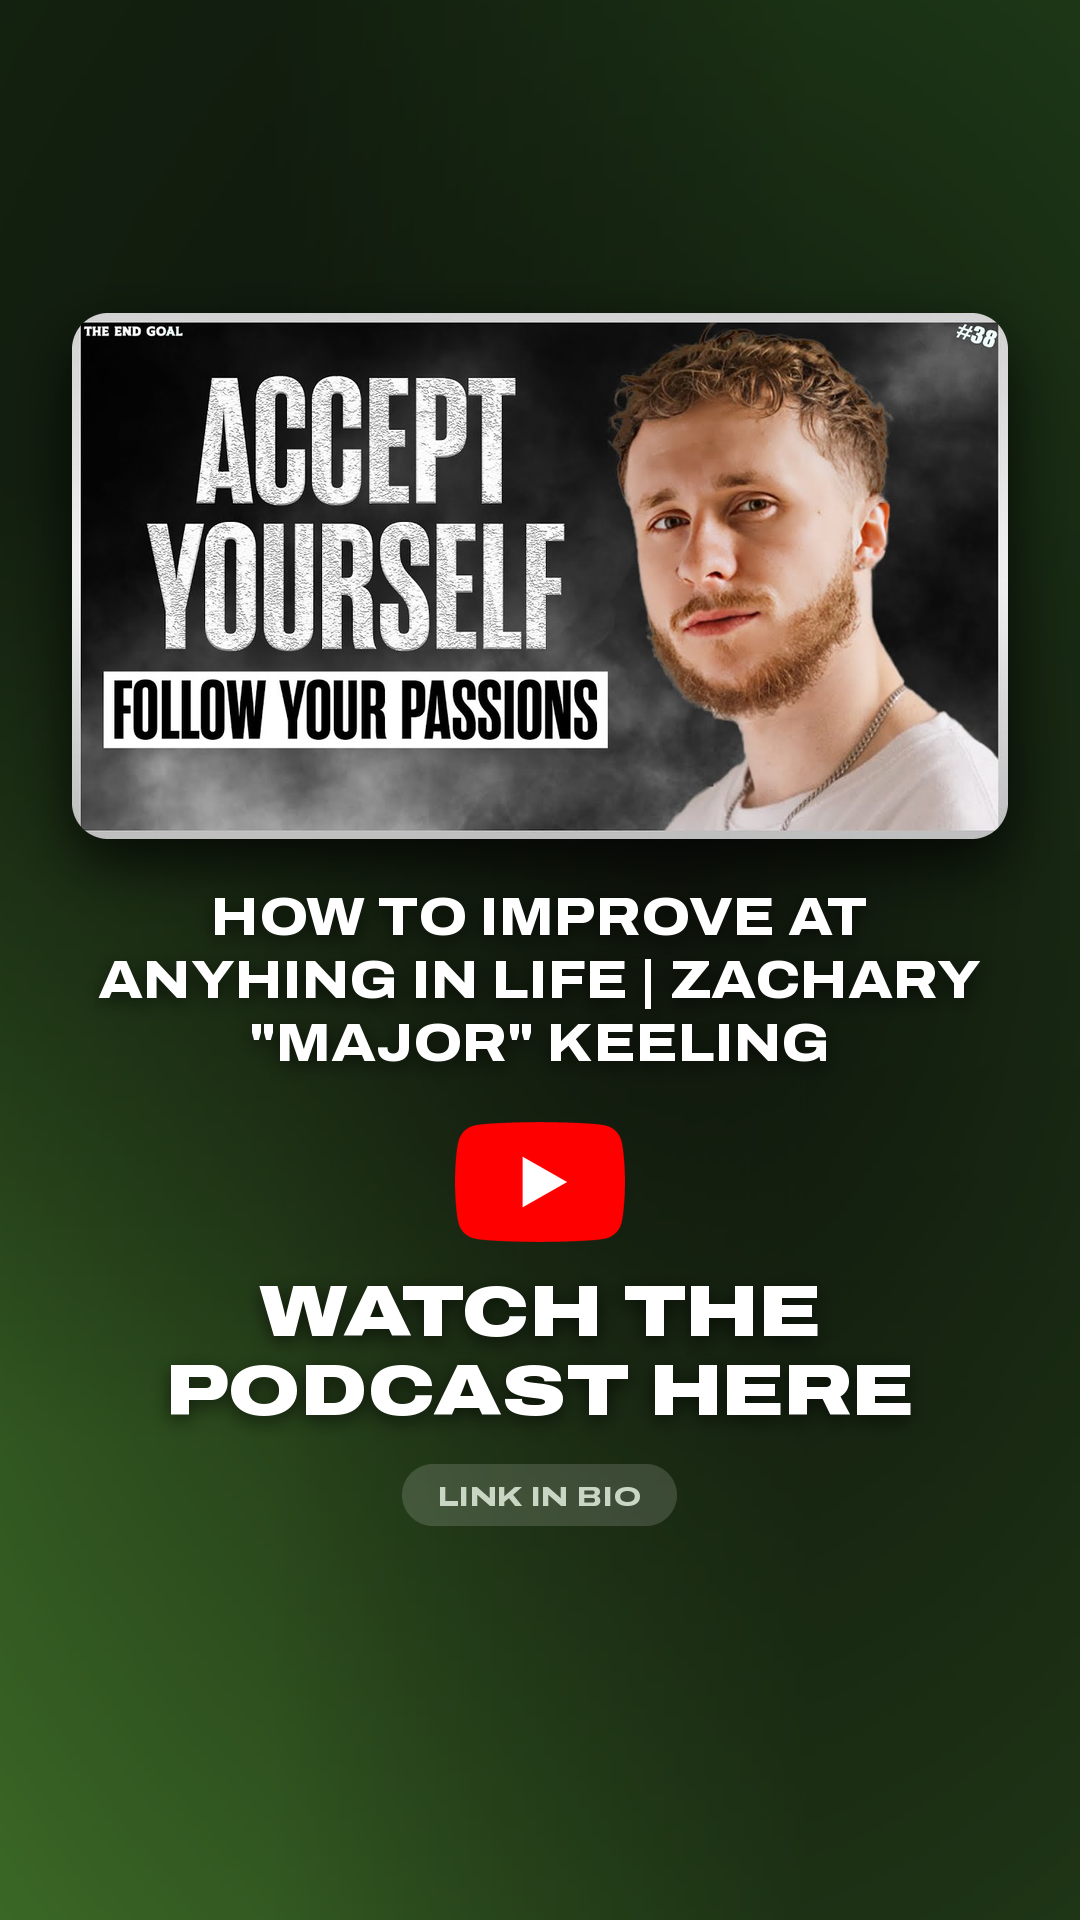 THE END GOAL
#38
ACCEPT
YOURSELF
FOLLOW YOUR PASSIONS
HOW TO IMPROVE AT
ANYHING IN LIFE | ZACHARY
"MAJOR" KEELING
WATCH THE
PODCAST HERE
LINK IN BIO